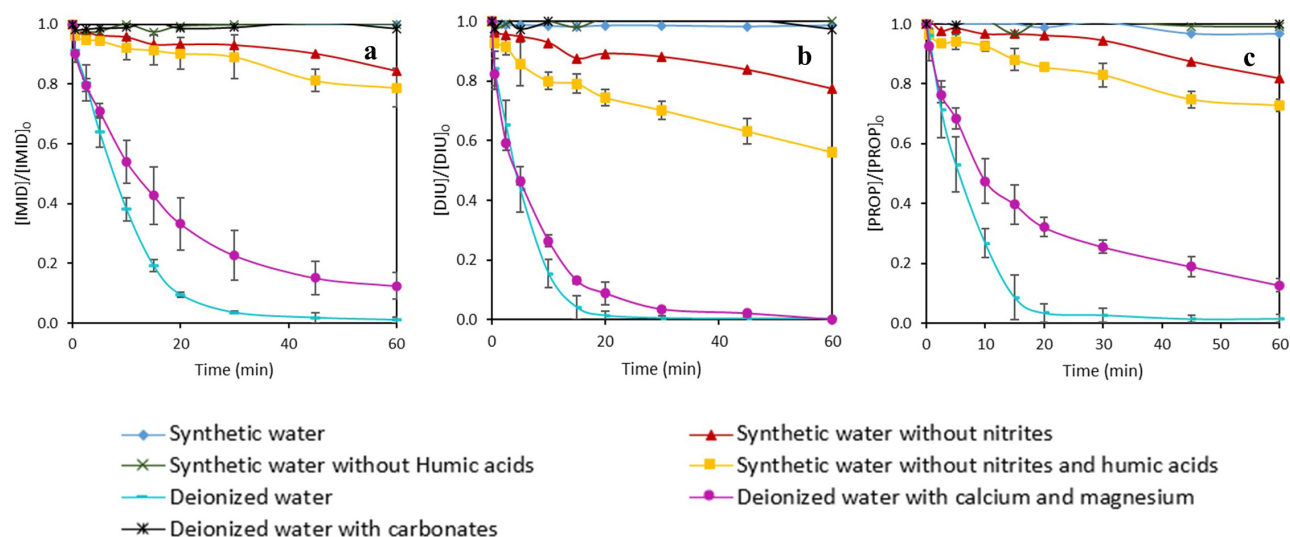 1.0
0.8
0.6
0.4
0.2
0.0
[IMID]/[IMID]₀
a
0
20
40
60
Time (min)
1.0
0.8
0.6
0.4
0.2
0.0
[DIU]/[DIU]₀
b
0
20
40
60
Time (min)
1.0
0.8
0.6
0.4
0.2
0.0
[PROP]/[PROP]₀
c
0
10
20
30
40
50
60
Time (min)
Synthetic water
Synthetic water without nitrites
Synthetic water without Humic acids
Synthetic water without nitrites and humic acids
Deionized water
Deionized water with calcium and magnesium
Deionized water with carbonates